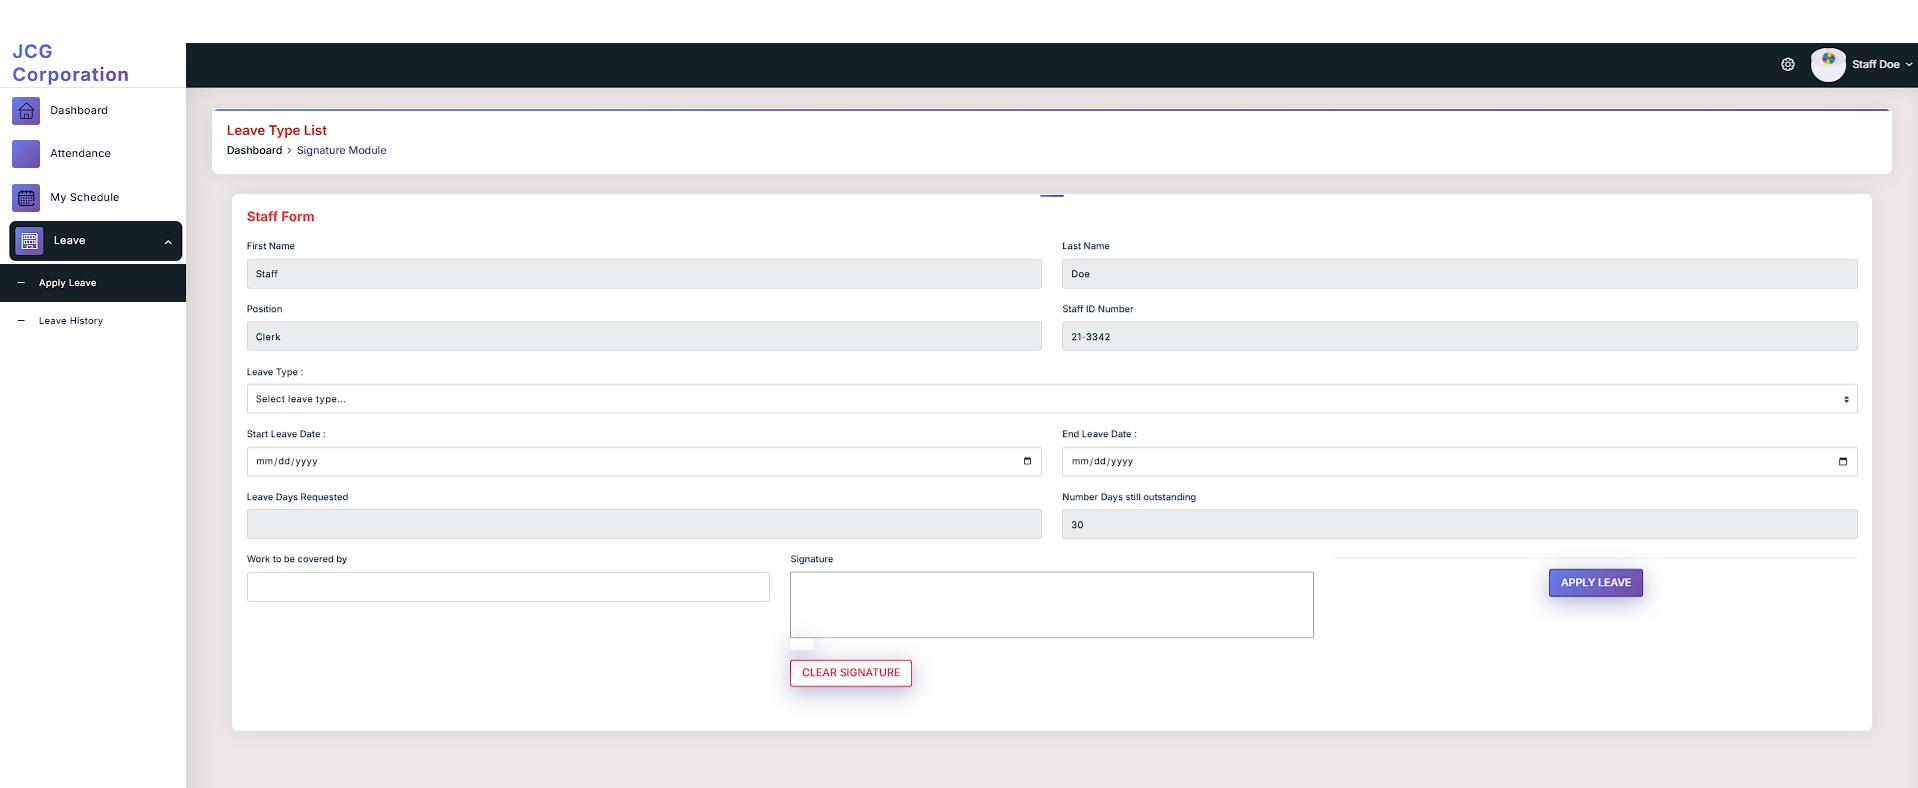 JCG
Corporation
Staff Doe
Dashboard
Attendance
My Schedule
Leave
Apply Leave
Leave History
Leave Type List
Dashboard > Signature Module
Staff Form
First Name
Last Name
Staff
Doe
Position
Staff ID Number
Clerk
21-3342
Leave Type :
Select leave type...
Start Leave Date :
End Leave Date :
mm/dd/yyyy
mm/dd/yyyy
Leave Days Requested
Number Days still outstanding
30
Work to be covered by
Signature
APPLY LEAVE
CLEAR SIGNATURE